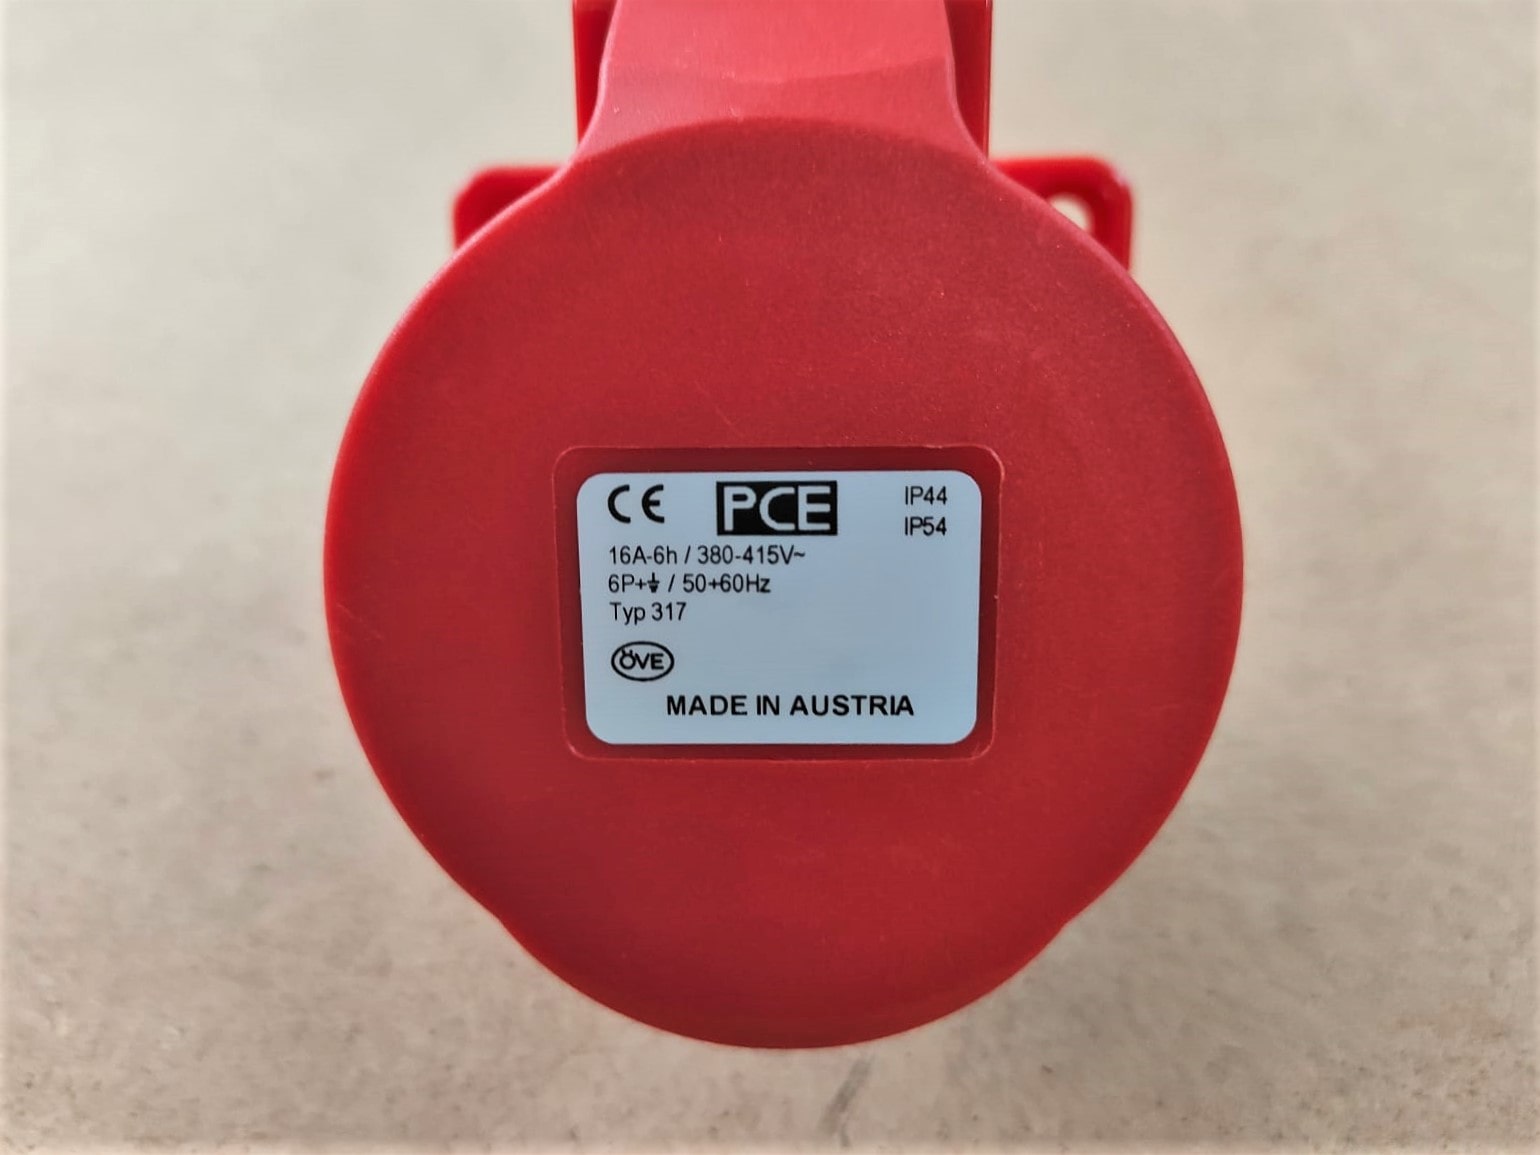 CE PCE IP44
IP54
16A-6h / 380-415V~
6P+⏚ / 50+60Hz
Typ 317
ÖVE
MADE IN AUSTRIA